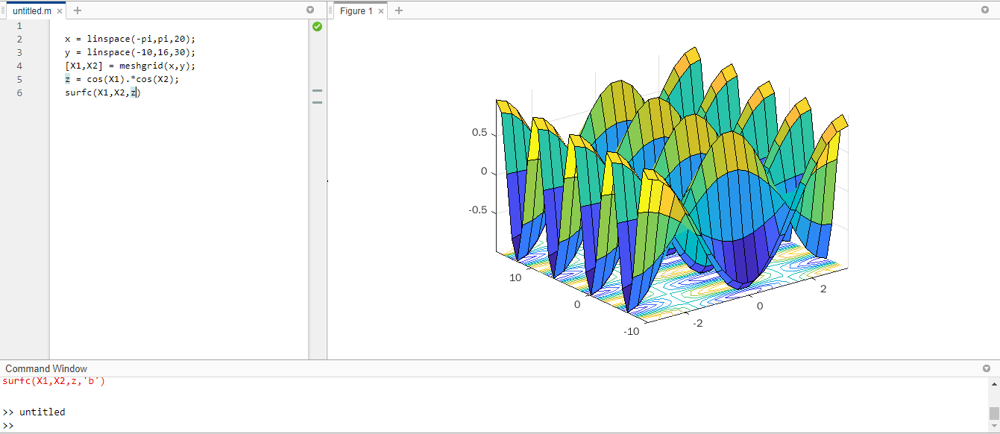 untitled.m × +
Figure 1 × +
1
2 x = linspace(-pi,pi,20);
3 y = linspace(-10,16,30);
4 [X1,X2] = meshgrid(x,y);
5 z = cos(X1).*cos(X2);
6 surfc(X1,X2,z)
0.5
0
-0.5
10
0
-10
-2
0
2
Command Window
surfc(X1,X2,z,'b')
>> untitled
>>